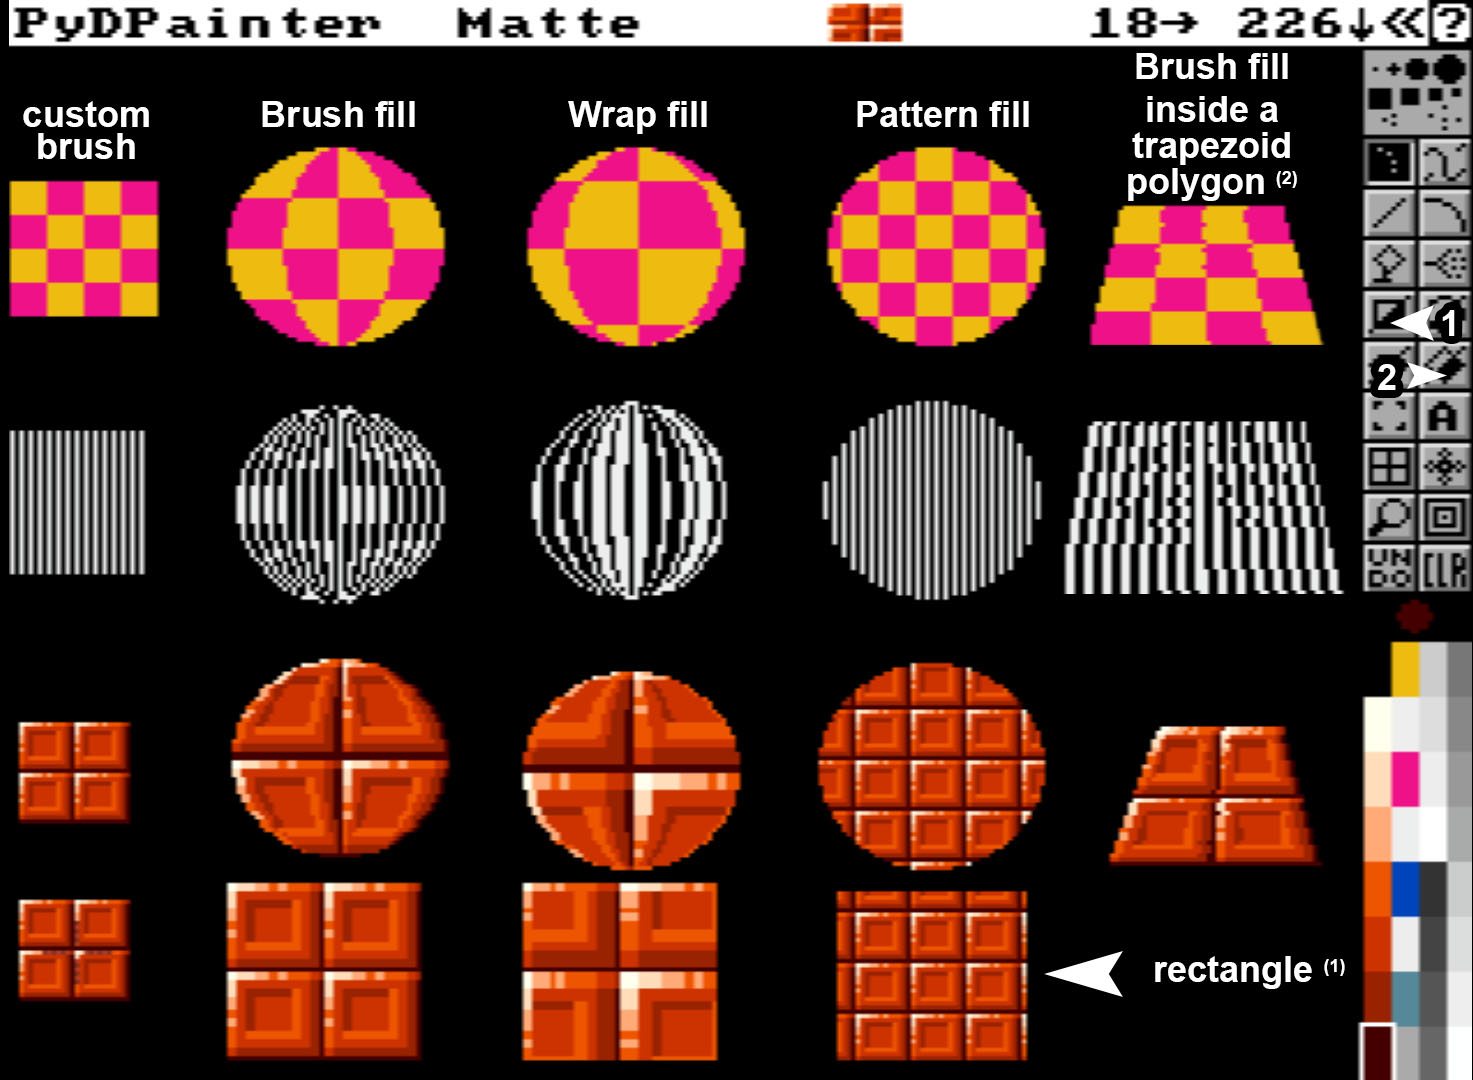 PyDPainter Matte 18→ 226↓«?
custom
brush
Brush fill
Wrap fill
Pattern fill
Brush fill
inside a
trapezoid
polygon (2)
1
2
A
UN
DO
CLR
rectangle (1)